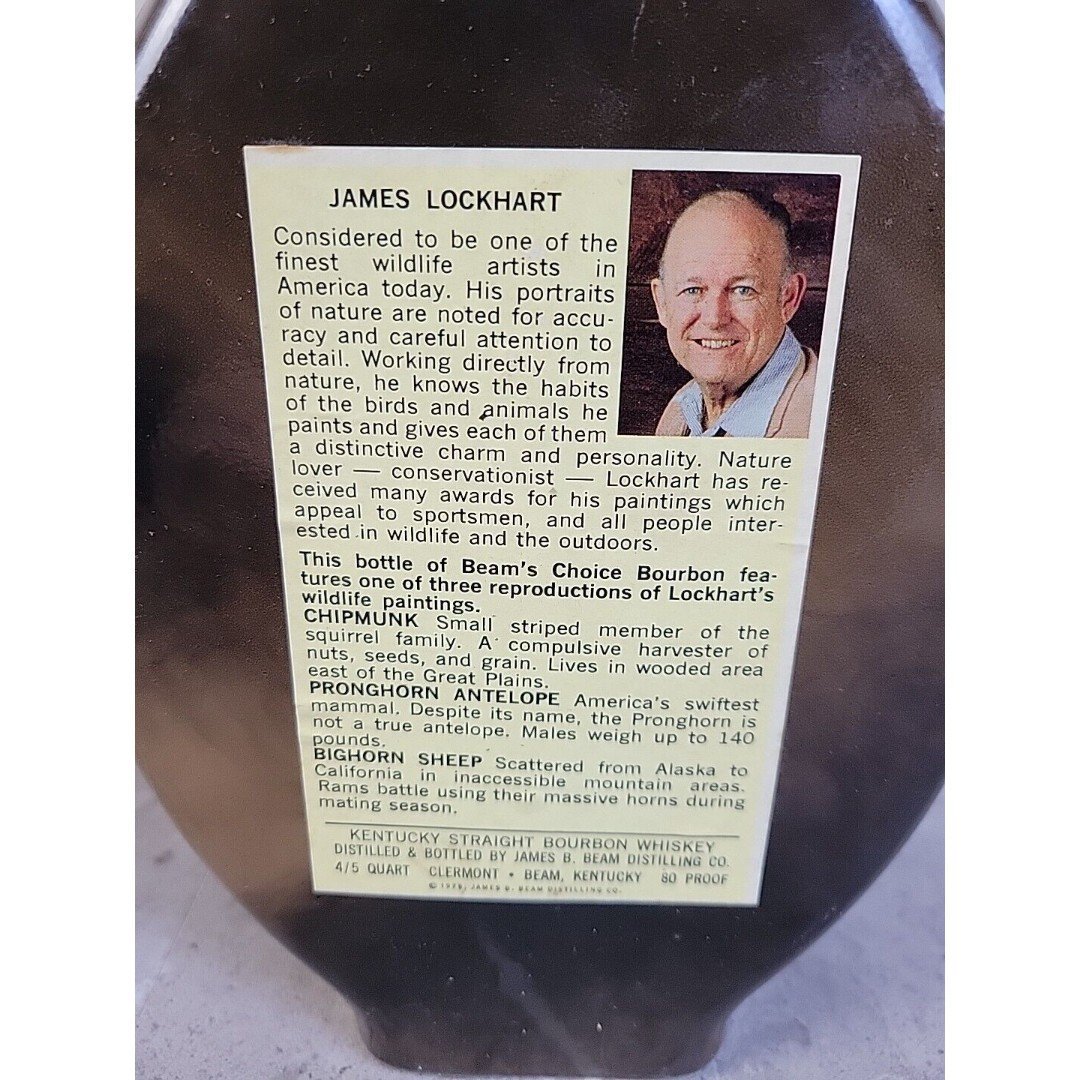 JAMES LOCKHART
Considered to be one of the
finest wildlife artists in
America today. His portraits
of nature are noted for accu-
racy and careful attention to
detail. Working directly from
nature, he knows the habits
of the birds and animals he
paints and gives each of them
a distinctive charm and personality. Nature
lover — conservationist — Lockhart has re-
ceived many awards for his paintings which
appeal to sportsmen, and all people inter-
ested in wildlife and the outdoors.
This bottle of Beam's Choice Bourbon fea-
tures one of three reproductions of Lockhart's
wildlife paintings.
CHIPMUNK Small striped member of the
squirrel family. A compulsive harvester of
nuts, seeds, and grain. Lives in wooded area
east of the Great Plains.
PRONGHORN ANTELOPE America's swiftest
mammal. Despite its name, the Pronghorn is
not a true antelope. Males weigh up to 140
pounds.
BIGHORN SHEEP Scattered from Alaska to
California in inaccessible mountain areas.
Rams battle using their massive horns during
mating season.
KENTUCKY STRAIGHT BOURBON WHISKEY
DISTILLED & BOTTLED BY JAMES B. BEAM DISTILLING CO.
4/5 QUART CLERMONT • BEAM, KENTUCKY 80 PROOF
© JAMES B. BEAM DISTILLING CO.